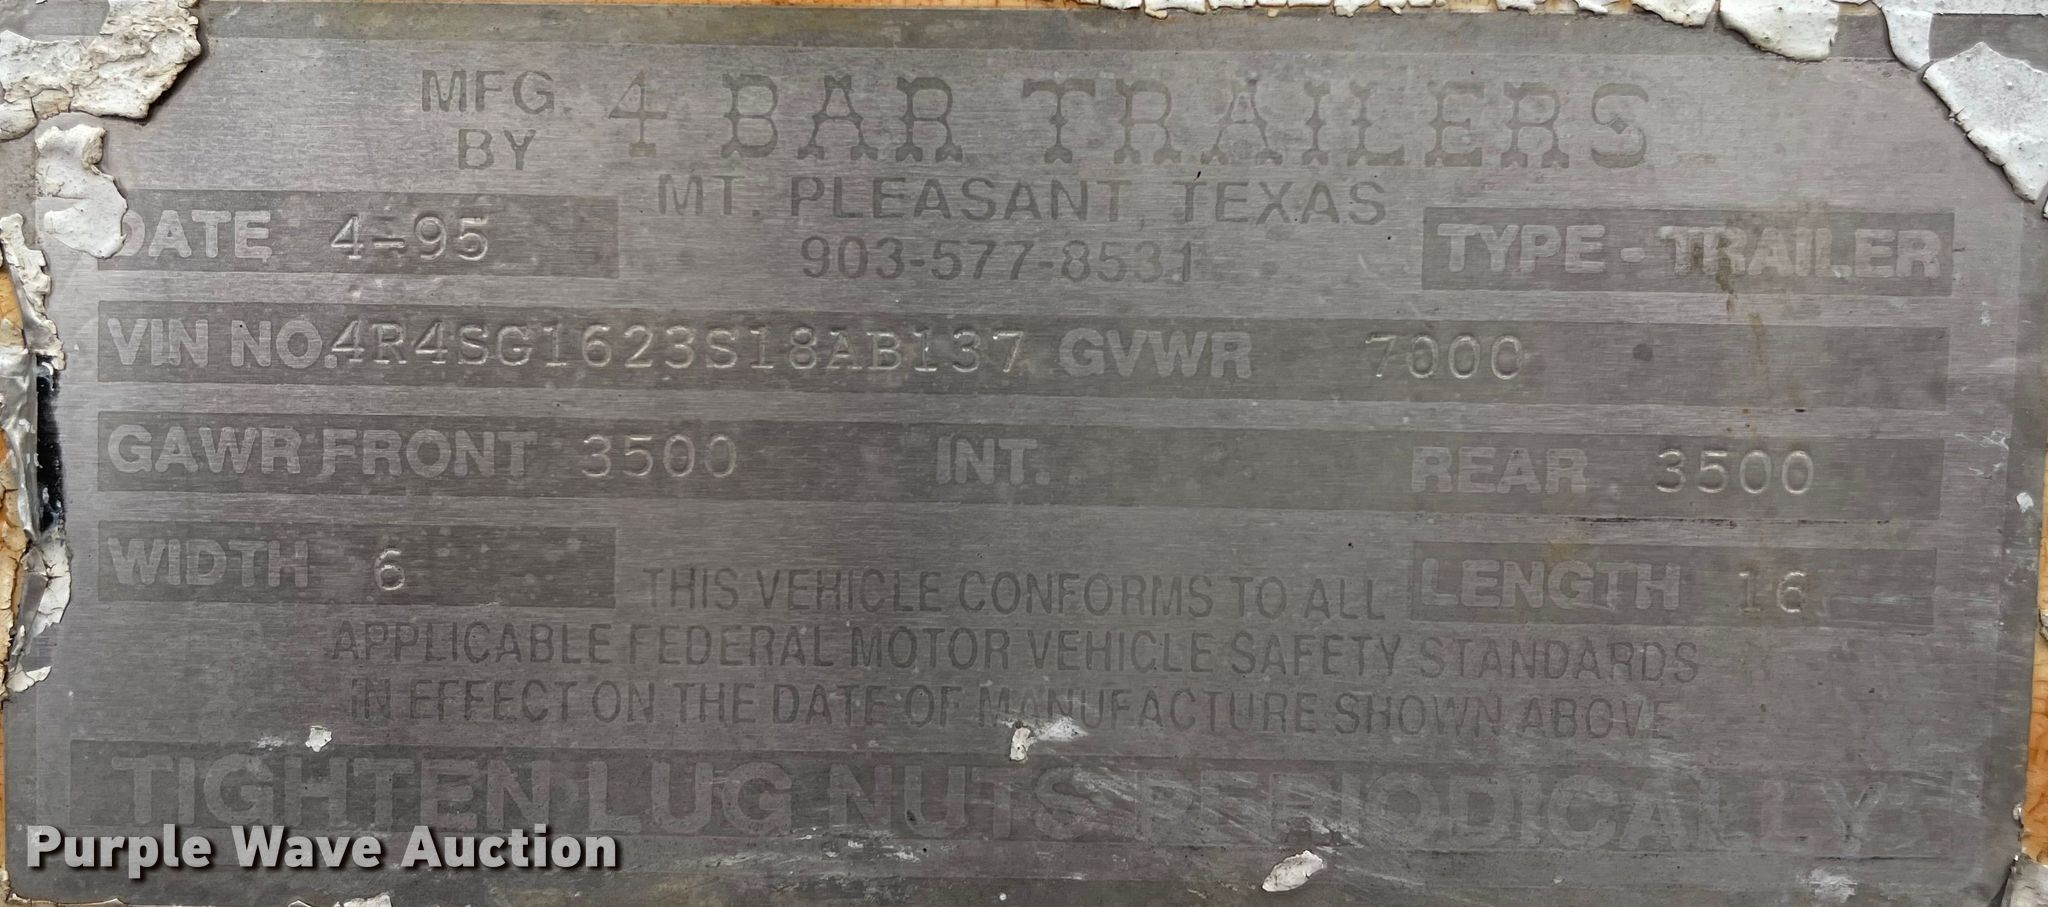 MFG. BY 4 BAR TRAILERS
MT. PLEASANT, TEXAS
903-577-8531
DATE 4-95
TYPE - TRAILER
VIN NO. 4R4SG1623S18AB137 GVWR 7000
GAWR FRONT 3500 INT. REAR 3500
WIDTH 6
LENGTH 16
THIS VEHICLE CONFORMS TO ALL
APPLICABLE FEDERAL MOTOR VEHICLE SAFETY STANDARDS
IN EFFECT ON THE DATE OF MANUFACTURE SHOWN ABOVE
TIGHTEN LUG NUTS PERIODICALLY
Purple Wave Auction